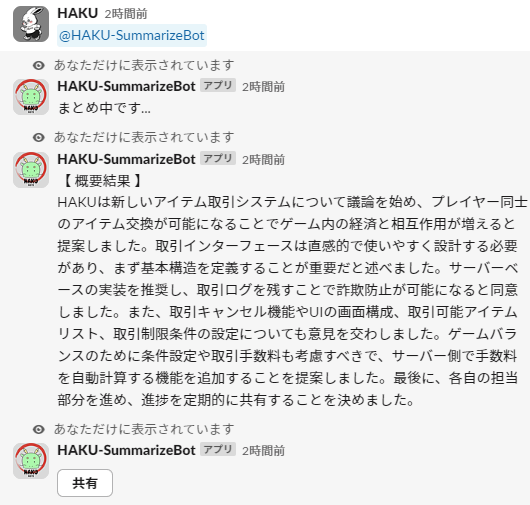 HAKU 2時間前
@HAKU-SummarizeBot
あなただけに表示されています
HAKU-SummarizeBot アプリ 2時間前
まとめ中です...
あなただけに表示されています
HAKU-SummarizeBot アプリ 2時間前
【 概要結果 】
HAKUは新しいアイテム取引システムについて議論を始め、プレイヤー同士
のアイテム交換が可能になることでゲーム内の経済と相互作用が増えると
提案しました。取引インターフェースは直感的で使いやすく設計する必要
があり、まず基本構造を定義することが重要だと述べました。サーバーベ
ースの実装を推奨し、取引ログを残すことで詐欺防止が可能になると同意
しました。また、取引キャンセル機能やUIの画面構成、取引可能アイテム
リスト、取引制限条件の設定についても意見を交わしました。ゲームバラ
ンスのために条件設定や取引手数料も考慮すべきで、サーバー側で手数料
を自動計算する機能を追加することを提案しました。最後に、各自の担当
部分を進め、進捗を定期的に共有することを決めました。
あなただけに表示されています
HAKU-SummarizeBot アプリ 2時間前
共有